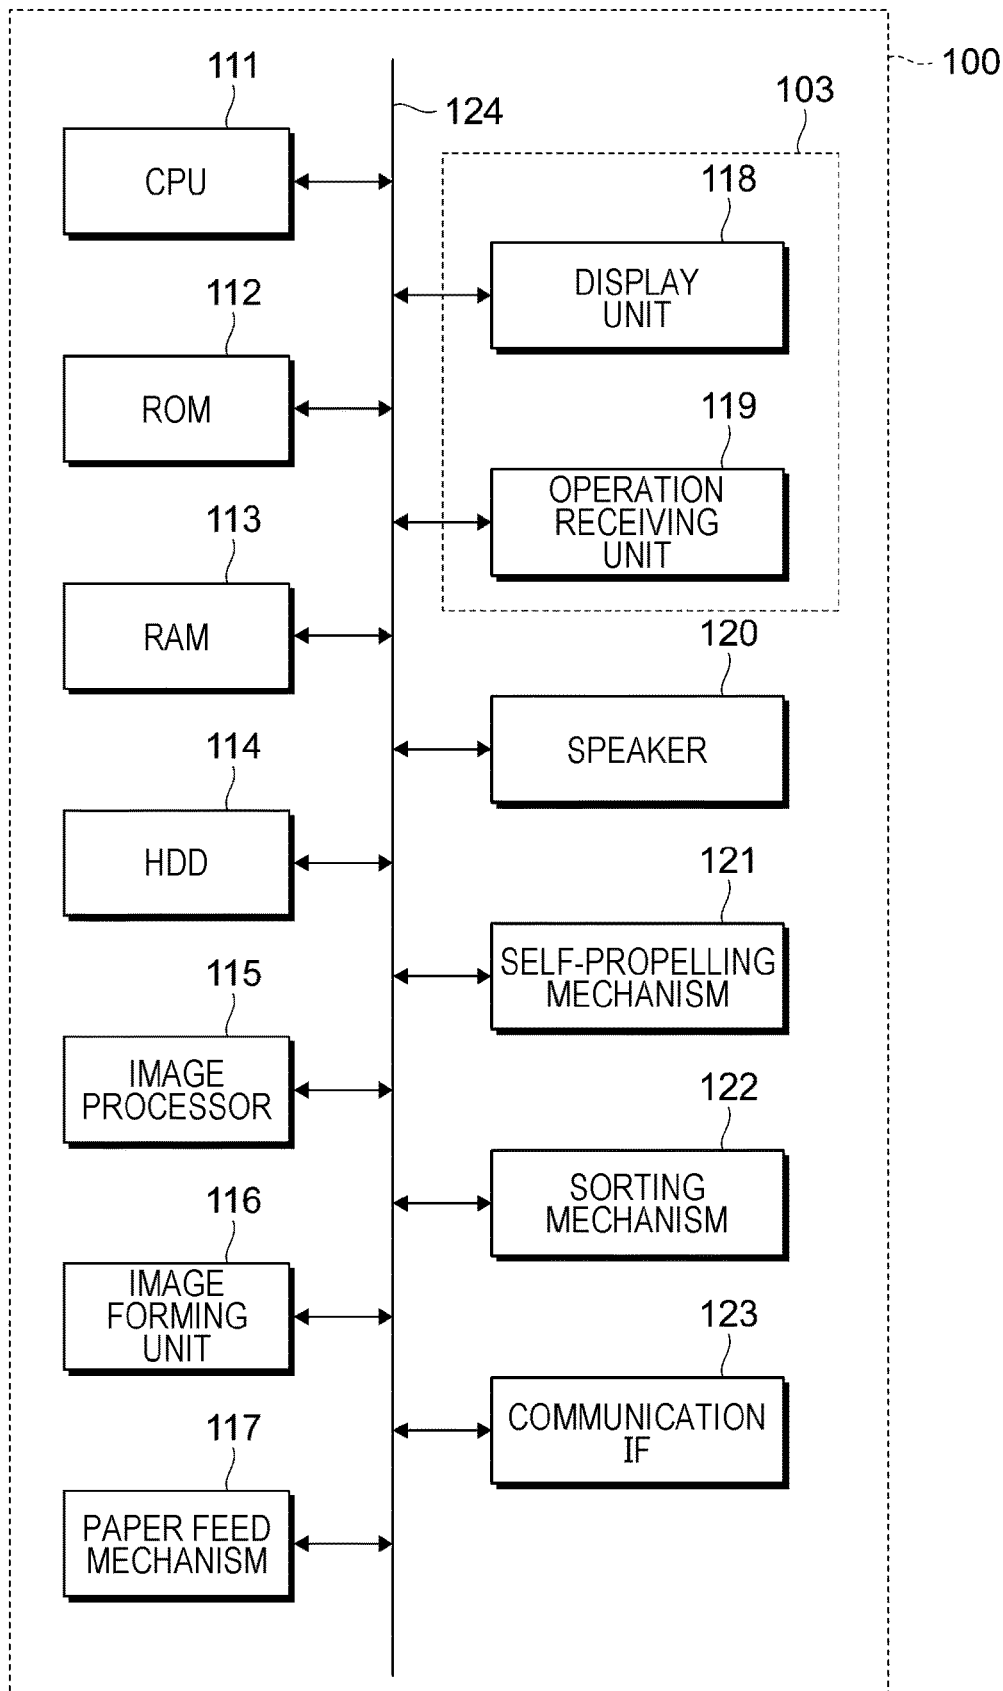 100
111
124
103
CPU
118
DISPLAY
UNIT
112
ROM
119
OPERATION
RECEIVING
UNIT
113
RAM
120
SPEAKER
114
HDD
121
SELF-PROPELLING
MECHANISM
115
IMAGE
PROCESSOR
122
SORTING
MECHANISM
116
IMAGE
FORMING
UNIT
123
COMMUNICATION
IF
117
PAPER FEED
MECHANISM